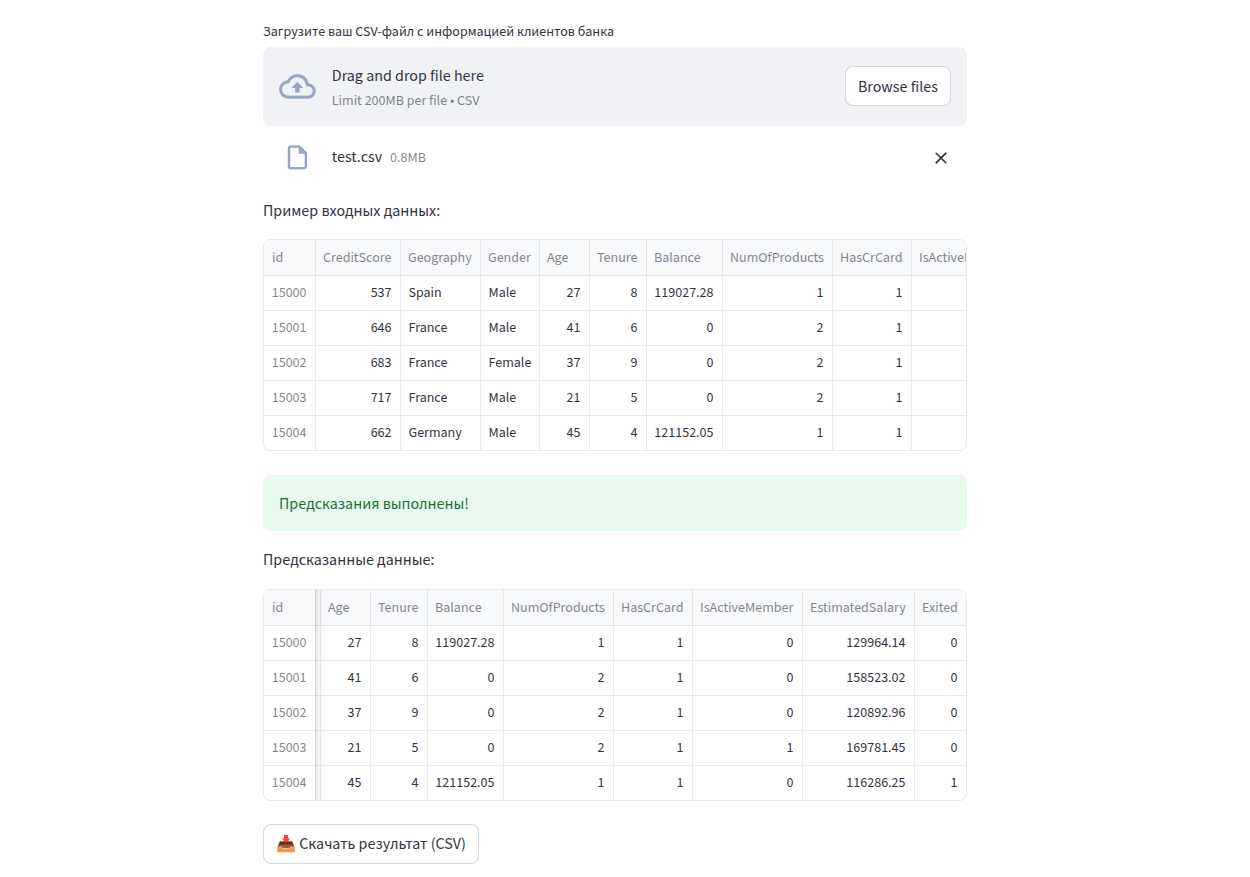 Загрузите ваш CSV-файл с информацией клиентов банка
Drag and drop file here
Limit 200MB per file • CSV
Browse files
test.csv 0.8MB
Пример входных данных:
id CreditScore Geography Gender Age Tenure Balance NumOfProducts HasCrCard IsActive
15000 537 Spain Male 27 8 119027.28 1 1
15001 646 France Male 41 6 0 2 1
15002 683 France Female 37 9 0 2 1
15003 717 France Male 21 5 0 2 1
15004 662 Germany Male 45 4 121152.05 1 1
Предсказания выполнены!
Предсказанные данные:
id Age Tenure Balance NumOfProducts HasCrCard IsActiveMember EstimatedSalary Exited
15000 27 8 119027.28 1 1 0 129964.14 0
15001 41 6 0 2 1 0 158523.02 0
15002 37 9 0 2 1 0 120892.96 0
15003 21 5 0 2 1 1 169781.45 0
15004 45 4 121152.05 1 1 0 116286.25 1
Скачать результат (CSV)